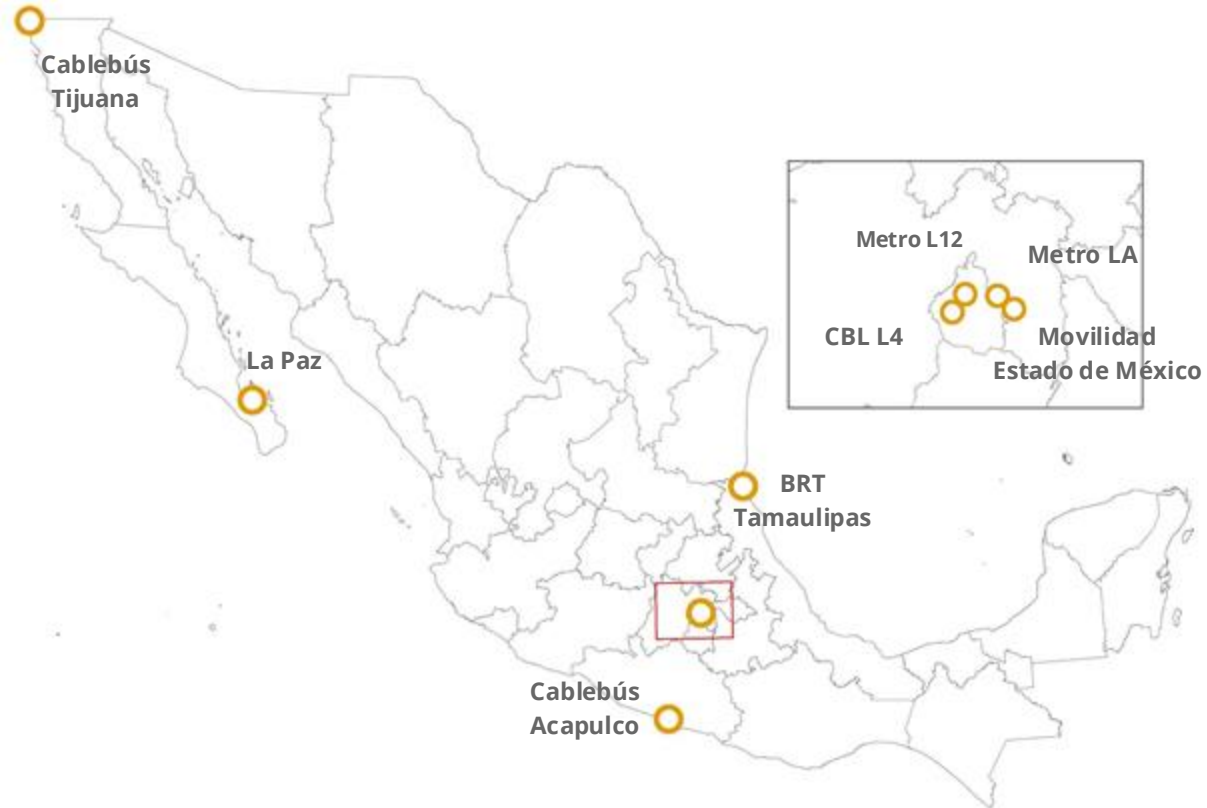 Cablebús
Tijuana
Metro L12
Metro LA
CBL L4
Movilidad
Estado de México
La Paz
BRT
Tamaulipas
Cablebús
Acapulco